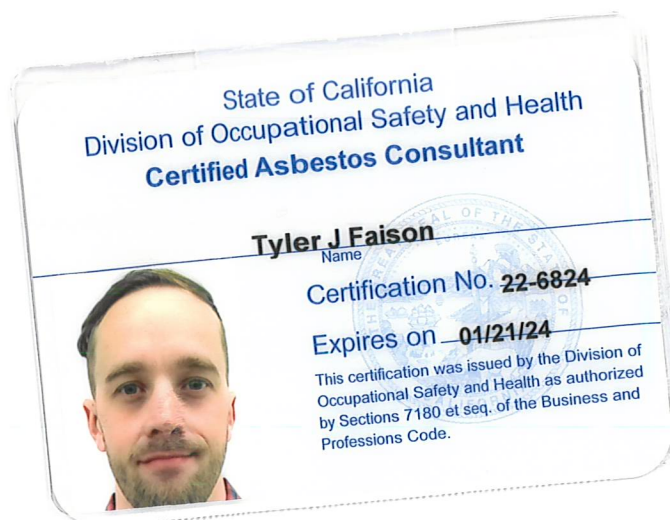 State of California
Division of Occupational Safety and Health
Certified Asbestos Consultant
Tyler J Faison
Name
Certification No. 22-6824
Expires on 01/21/24
This certification was issued by the Division of
Occupational Safety and Health as authorized
by Sections 7180 et seq. of the Business and
Professions Code.